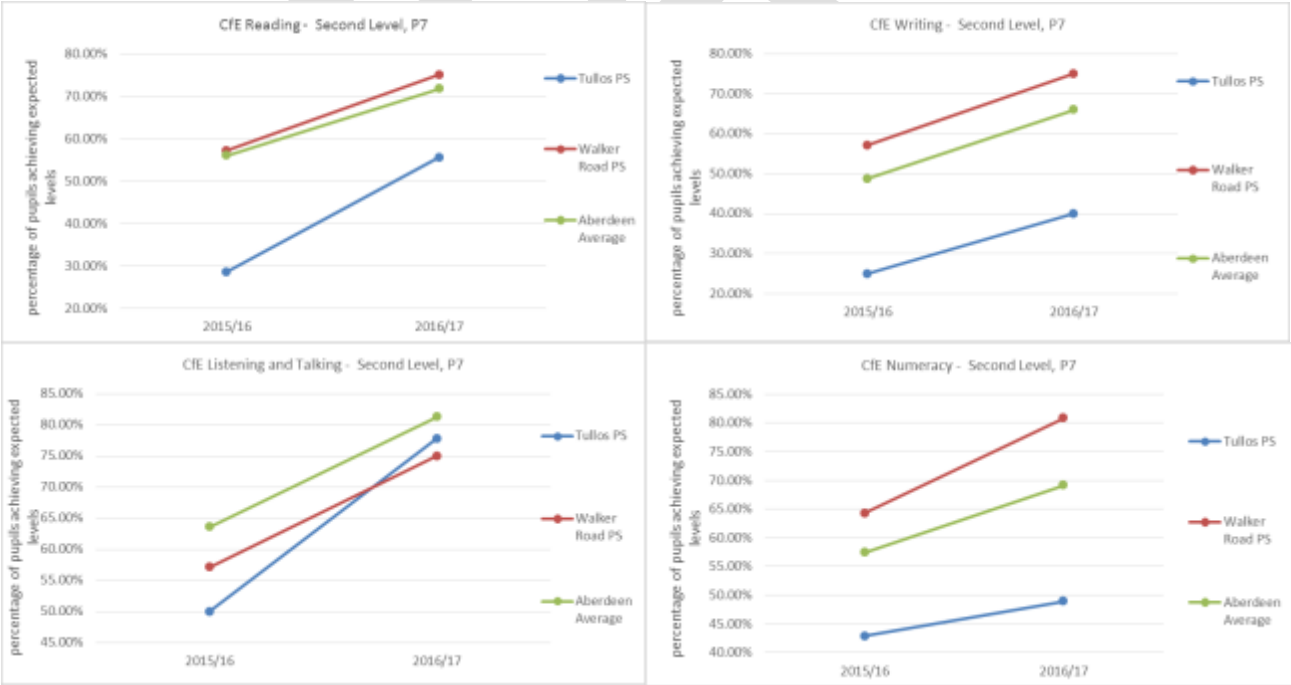 CfE Reading - Second Level, P7
percentage of pupils achieving expected
levels
80.00%
70.00%
60.00%
50.00%
40.00%
30.00%
20.00%
2015/16
2016/17
Tullos PS
Walker
Road PS
Aberdeen
Average
CfE Writing - Second Level, P7
percentage of pupils achieving expected
levels
80.00%
70.00%
60.00%
50.00%
40.00%
30.00%
20.00%
2015/16
2016/17
Tullos PS
Walker
Road PS
Aberdeen
Average
CfE Listening and Talking - Second Level, P7
percentage of pupils achieving expected
levels
85.00%
80.00%
75.00%
70.00%
65.00%
60.00%
55.00%
50.00%
45.00%
2015/16
2016/17
Tullos PS
Walker
Road PS
Aberdeen
Average
CfE Numeracy - Second Level, P7
percentage of pupils achieving expected
levels
85.00%
80.00%
75.00%
70.00%
65.00%
60.00%
55.00%
50.00%
45.00%
40.00%
2015/16
2016/17
Tullos PS
Walker
Road PS
Aberdeen
Average